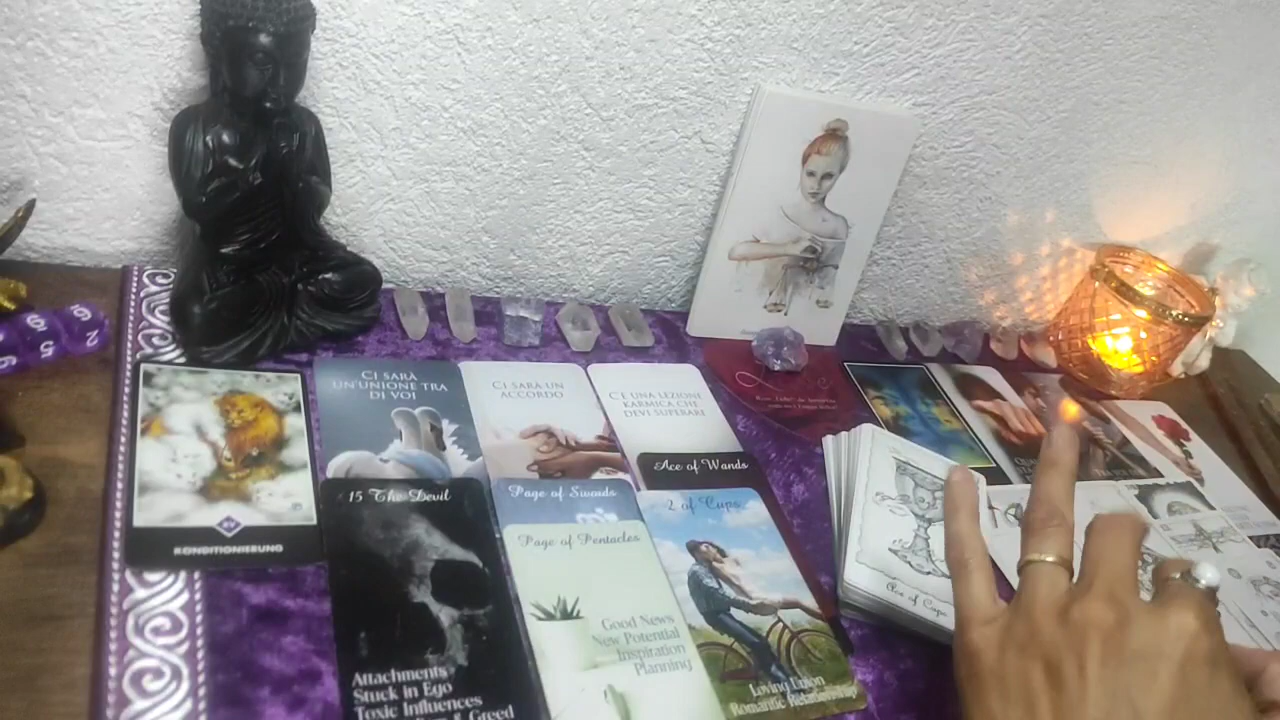 CI SARÀ
UN'UNIONE TRA
DI VOI
CI SARÀ UN
ACCORDO
C'È UNA LEZIONE
KARMICA CHE
DEVI SUPERARE
Ace of Wands
XV
KONDITIONIERUNG
15 The Devil
Attachments
Stuck in Ego
Toxic Influences
& Greed
Page of Swords
Page of Pentacles
Good News
New Potential
Inspiration
Planning
2 of Cups
Loving Union
Romantic Relationship
Ace of Cups